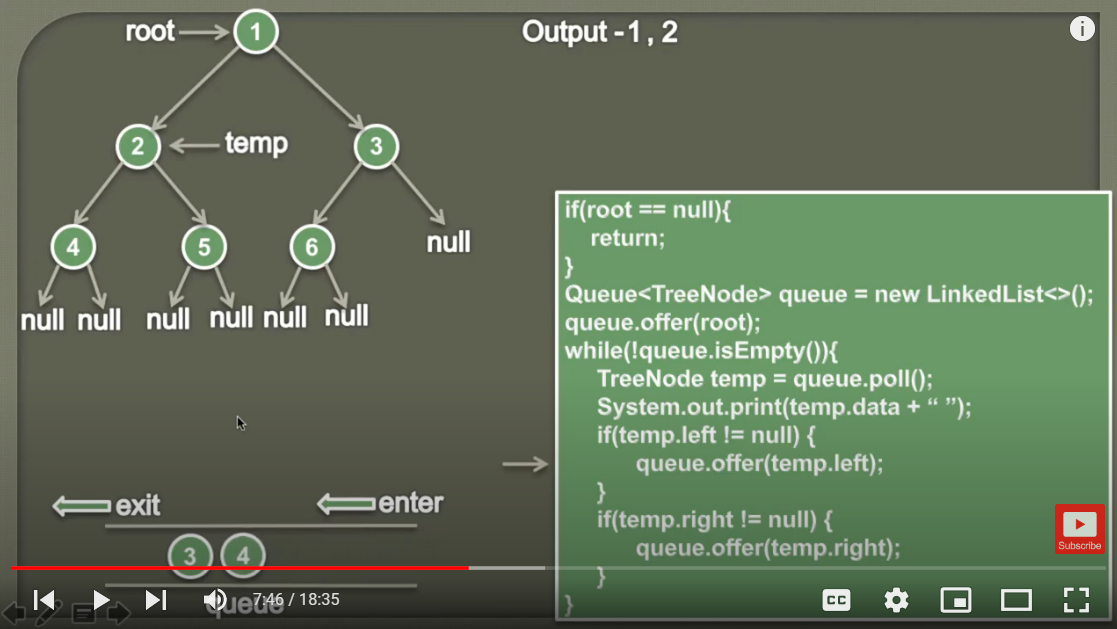 root
1
Output - 1 , 2
2
temp
3
4
5
6
null
null null null null null null
if(root == null){
return;
}
Queue<TreeNode> queue = new LinkedList<>();
queue.offer(root);
while(!queue.isEmpty()){
TreeNode temp = queue.poll();
System.out.print(temp.data + “ ”);
if(temp.left != null) {
queue.offer(temp.left);
}
if(temp.right != null) {
queue.offer(temp.right);
}
}
exit
enter
3 4
queue
Subscribe
7:46 / 18:35
CC